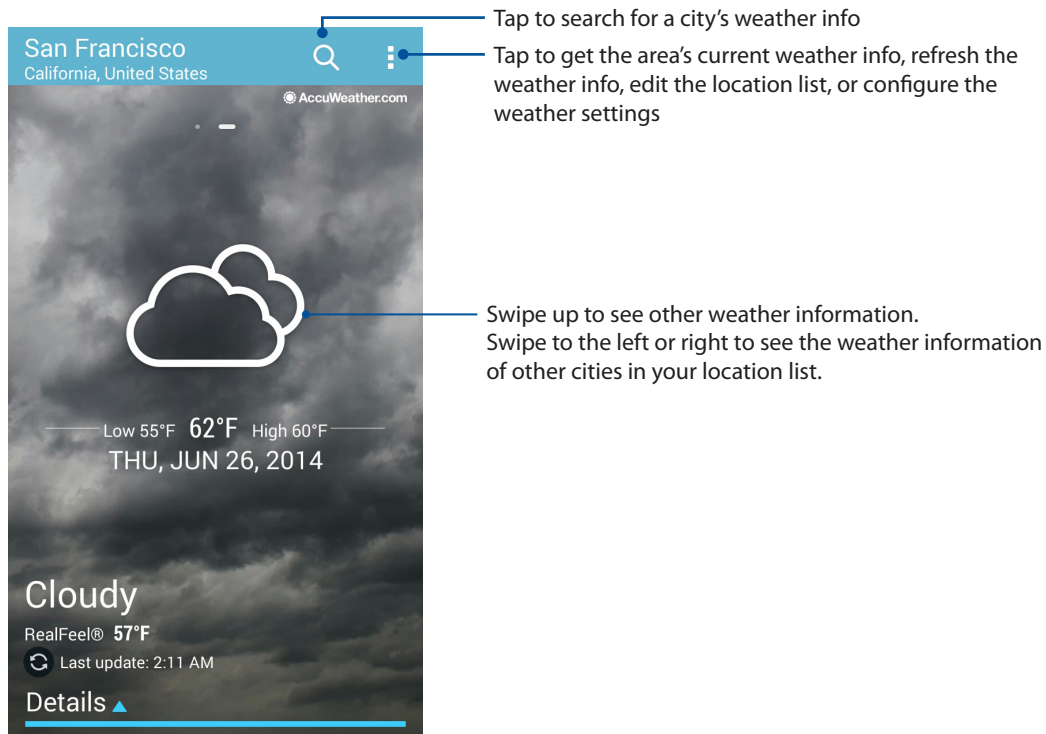 Tap to search for a city’s weather info
San Francisco
California, United States
Tap to get the area’s current weather info, refresh the
weather info, edit the location list, or configure the
weather settings
AccuWeather.com
Swipe up to see other weather information.
Swipe to the left or right to see the weather information
of other cities in your location list.
Low 55°F 62°F High 60°F
THU, JUN 26, 2014
Cloudy
RealFeel® 57°F
Last update: 2:11 AM
Details